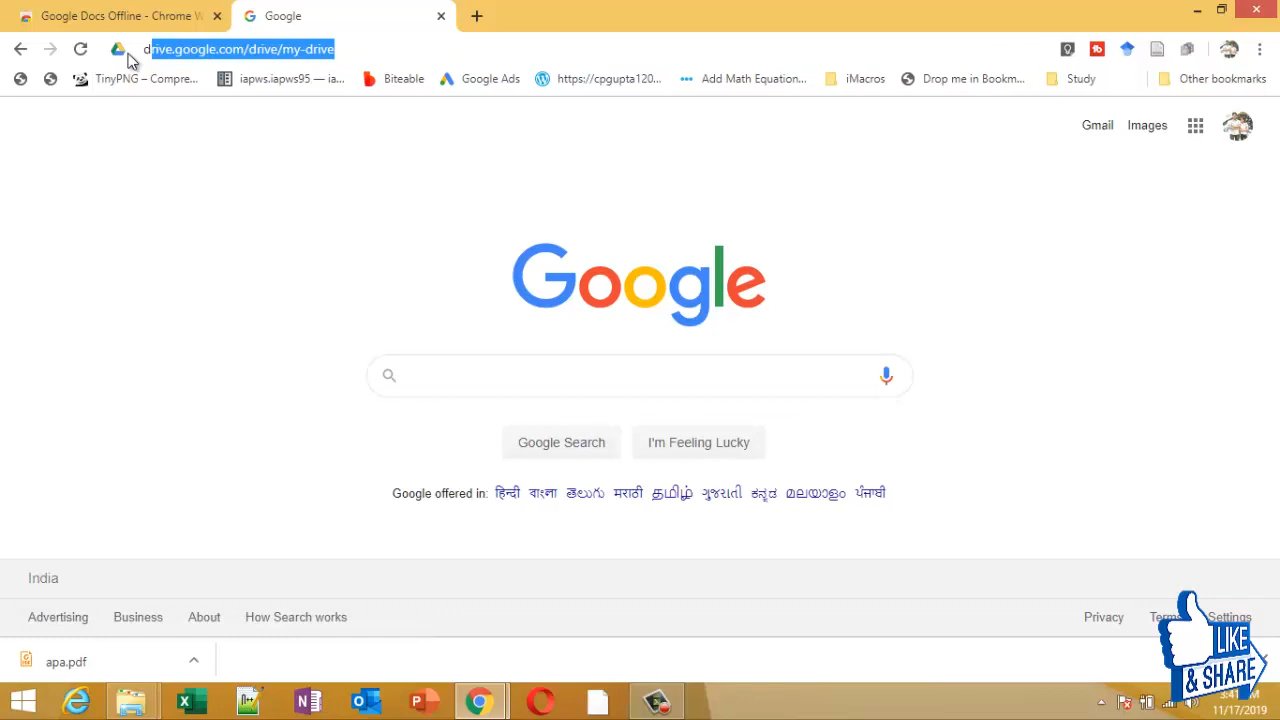 Google Docs Offline - Chrome W
Google
drive.google.com/drive/my-drive
TinyPNG – Compre...
iapws.iapws95 — ia...
Biteable
Google Ads
https://cpgupta120...
Add Math Equation...
iMacros
Drop me in Bookm...
Study
Other bookmarks
Gmail
Images
Google
Google Search
I'm Feeling Lucky
Google offered in: हिन्दी বাংলা తెలుగు मराठी தமிழ் ગુજરાતી ಕನ್ನಡ മലയാളം ਪੰਜਾਬੀ
India
Advertising
Business
About
How Search works
Privacy
Settings
apa.pdf
LIKE
& SHARE
11/17/2019